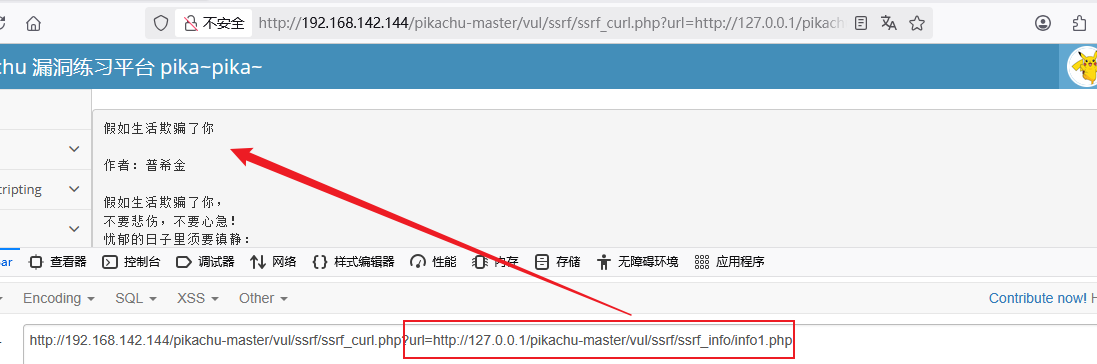 不安全 http://192.168.142.144/pikachu-master/vul/ssrf/ssrf_curl.php?url=http://127.0.0.1/pikach
chu 漏洞练习平台 pika~pika~
假如生活欺骗了你
作者：普希金
cripting
假如生活欺骗了你，
不要悲伤，不要心急！
忧郁的日子里须要镇静：
ar 查看器 控制台 调试器 网络 样式编辑器 性能 内存 存储 无障碍环境 应用程序
Encoding SQL XSS Other Contribute now! H
http://192.168.142.144/pikachu-master/vul/ssrf/ssrf_curl.php?url=http://127.0.0.1/pikachu-master/vul/ssrf/ssrf_info/info1.php